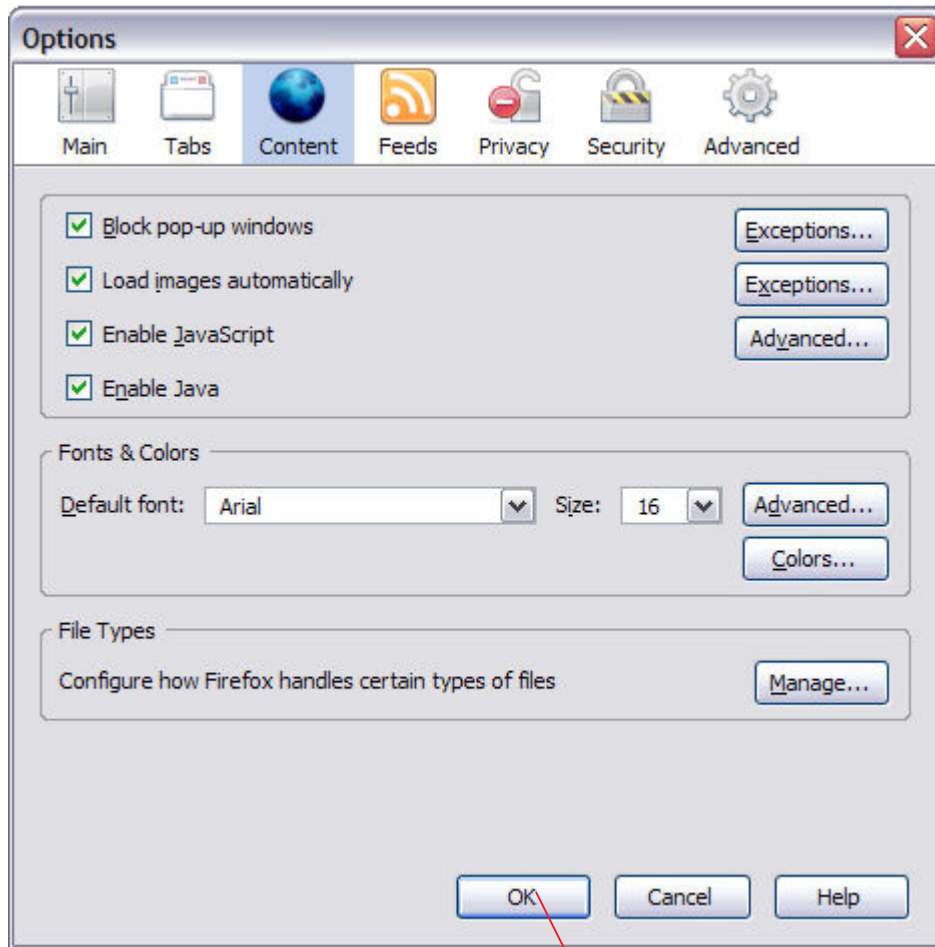 Options
Main Tabs Content Feeds Privacy Security Advanced
Block pop-up windows Exceptions...
Load images automatically Exceptions...
Enable JavaScript Advanced...
Enable Java
Fonts & Colors
Default font: Arial Size: 16 Advanced...
Colors...
File Types
Configure how Firefox handles certain types of files Manage...
OK Cancel Help